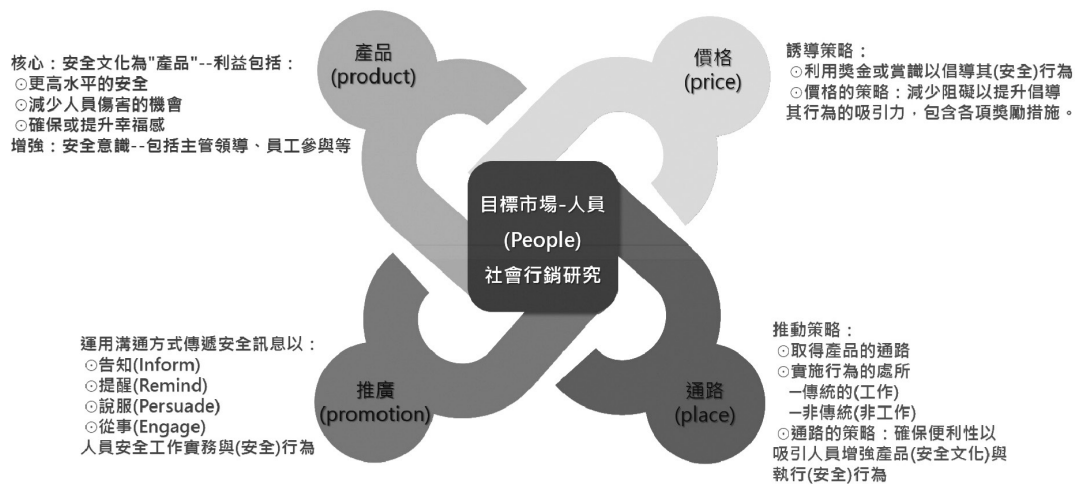 核心：安全文化為"產品"--利益包括：
⊙更高水平的安全
⊙減少人員傷害的機會
⊙確保或提升幸福感
增強：安全意識--包括主管領導、員工參與等
產品
(product)
價格
(price)
誘導策略：
⊙利用獎金或賞識以倡導其(安全)行為
⊙價格的策略：減少阻礙以提升倡導
其行為的吸引力，包含各項獎勵措施。
目標市場-人員
(People)
社會行銷研究
運用溝通方式傳遞安全訊息以：
⊙告知(Inform)
⊙提醒(Remind)
⊙說服(Persuade)
⊙從事(Engage)
人員安全工作實務與(安全)行為
推廣
(promotion)
通路
(place)
推動策略：
⊙取得產品的通路
⊙實施行為的處所
─傳統的(工作)
─非傳統(非工作)
⊙通路的策略：確保便利性以
吸引人員增強產品(安全文化)與
執行(安全)行為